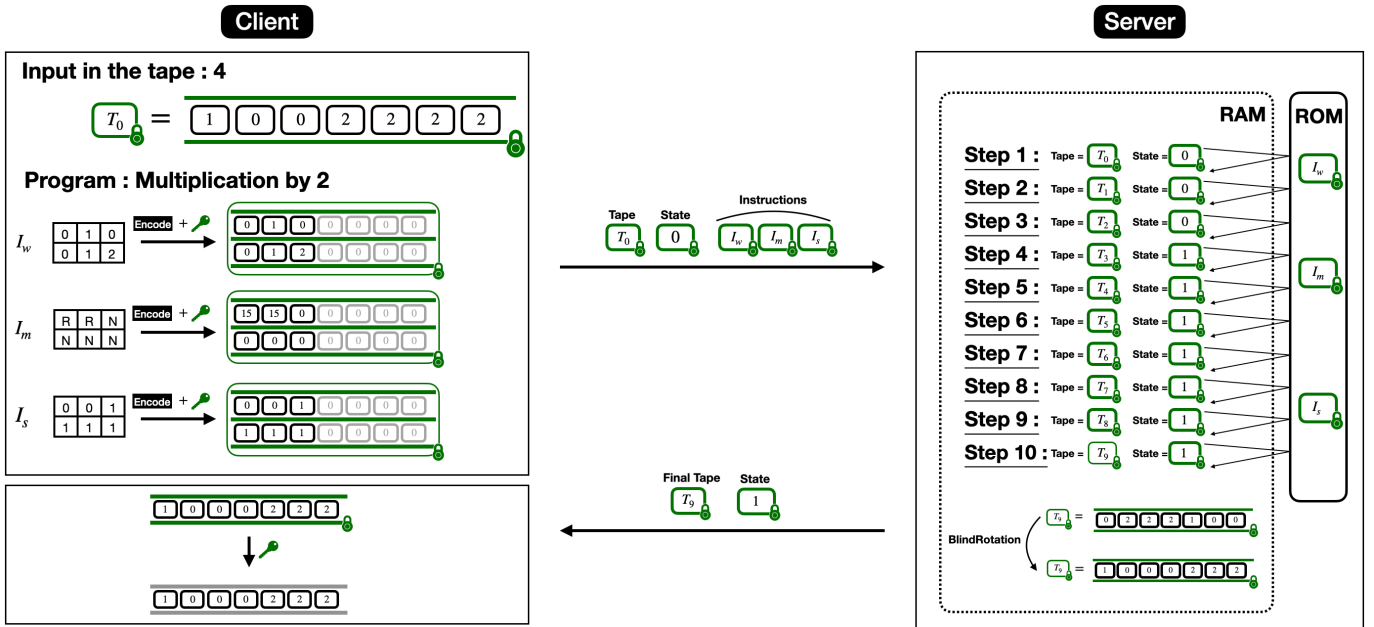 Client
Input in the tape : 4
T0 = 1 0 0 2 2 2 2
Program : Multiplication by 2
Iw
0 1 0
0 1 2
Encode +
0 1 0 0 0 0 0
0 1 2 0 0 0 0
Im
R R N
N N N
Encode +
15 15 0 0 0 0 0
0 0 0 0 0 0 0
Is
0 0 1
1 1 1
Encode +
0 0 1 0 0 0 0
1 1 1 0 0 0 0
1 0 0 0 2 2 2
1 0 0 0 2 2 2
Instructions
Tape State
T0 0 Iw Im Is
Final Tape State
T9 1
Server
RAM
ROM
Step 1 : Tape = T0 State = 0
Step 2 : Tape = T1 State = 0
Step 3 : Tape = T2 State = 0
Step 4 : Tape = T3 State = 1
Step 5 : Tape = T4 State = 1
Step 6 : Tape = T5 State = 1
Step 7 : Tape = T6 State = 1
Step 8 : Tape = T7 State = 1
Step 9 : Tape = T8 State = 1
Step 10 : Tape = T9 State = 1
Iw
Im
Is
T9 = 0 2 2 2 1 0 0
BlindRotation
T9 = 1 0 0 0 2 2 2